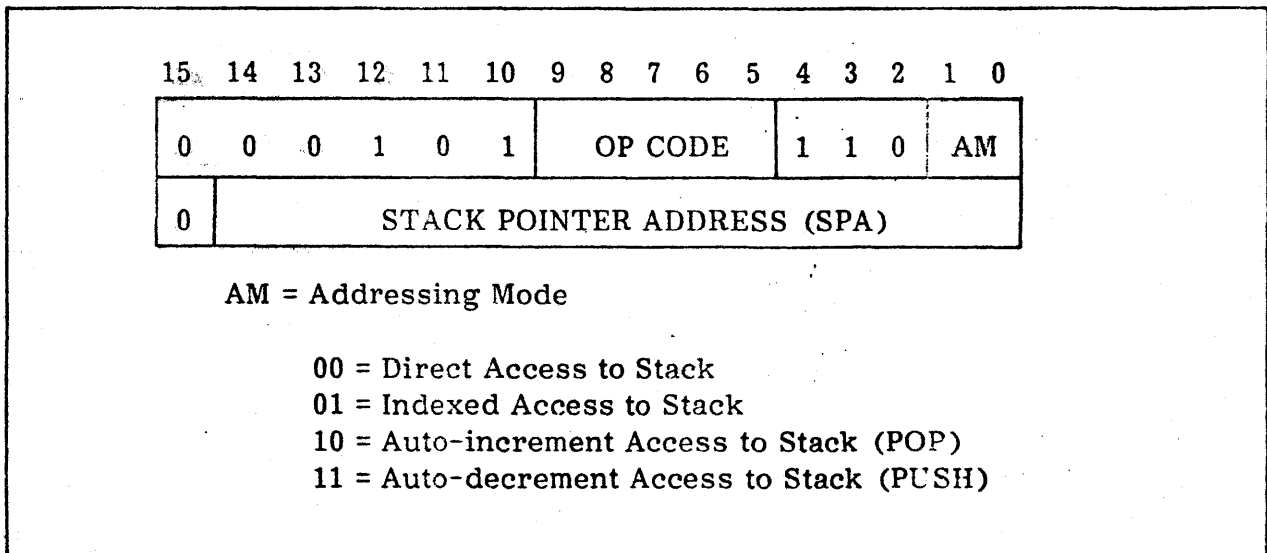 15 14 13 12 11 10 9 8 7 6 5 4 3 2 1 0
0 0 0 1 0 1 OP CODE 1 1 0 AM
0 STACK POINTER ADDRESS (SPA)
AM = Addressing Mode
00 = Direct Access to Stack
01 = Indexed Access to Stack
10 = Auto-increment Access to Stack (POP)
11 = Auto-decrement Access to Stack (PUSH)